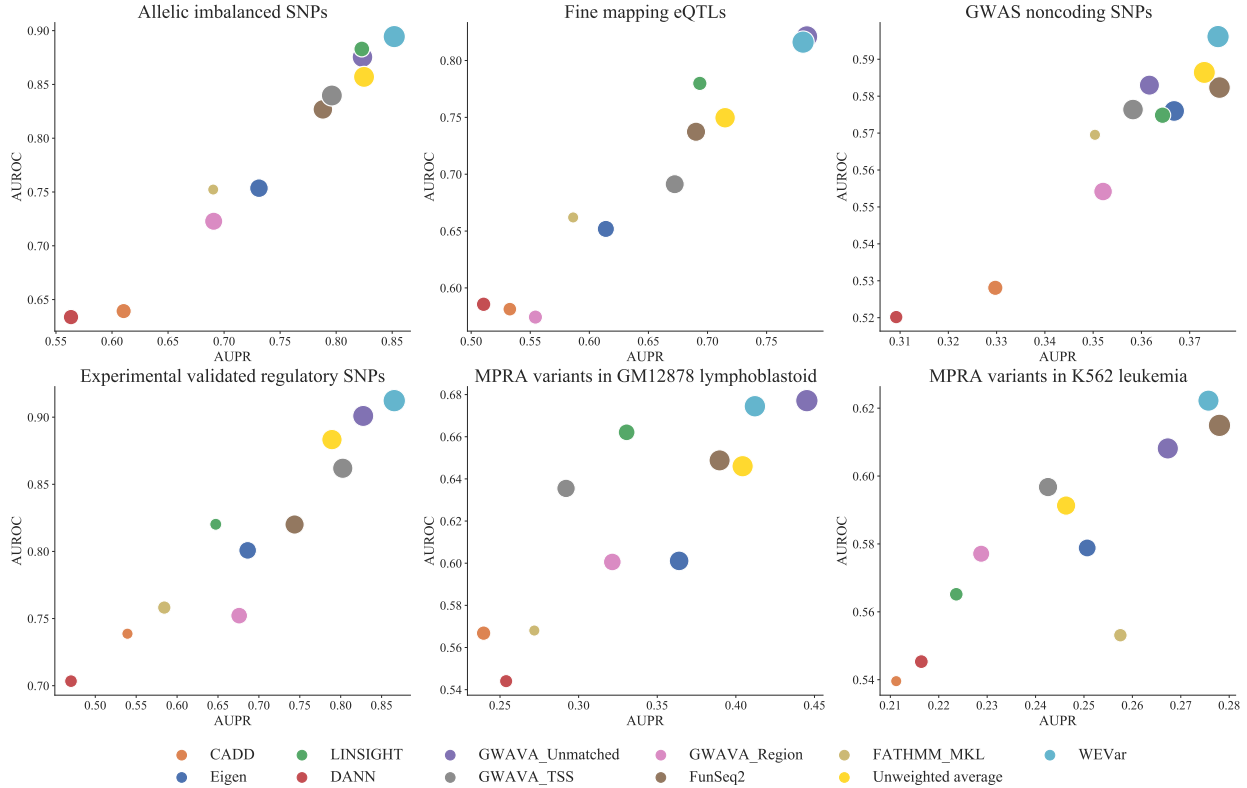 Allelic imbalanced SNPs
AUROC
0.90
0.85
0.80
0.75
0.70
0.65
0.55 0.60 0.65 0.70 0.75 0.80 0.85
AUPR
Fine mapping eQTLs
AUROC
0.80
0.75
0.70
0.65
0.60
0.50 0.55 0.60 0.65 0.70 0.75
AUPR
GWAS noncoding SNPs
AUROC
0.59
0.58
0.57
0.56
0.55
0.54
0.53
0.52
0.31 0.32 0.33 0.34 0.35 0.36 0.37
AUPR
Experimental validated regulatory SNPs
AUROC
0.90
0.85
0.80
0.75
0.70
0.50 0.55 0.60 0.65 0.70 0.75 0.80 0.85
AUPR
MPRA variants in GM12878 lymphoblastoid
AUROC
0.68
0.66
0.64
0.62
0.60
0.58
0.56
0.54
0.25 0.30 0.35 0.40 0.45
AUPR
MPRA variants in K562 leukemia
AUROC
0.62
0.60
0.58
0.56
0.54
0.21 0.22 0.23 0.24 0.25 0.26 0.27 0.28
AUPR
CADD LINSIGHT GWAVA_Unmatched GWAVA_Region FATHMM_MKL WEVar
Eigen DANN GWAVA_TSS FunSeq2 Unweighted average